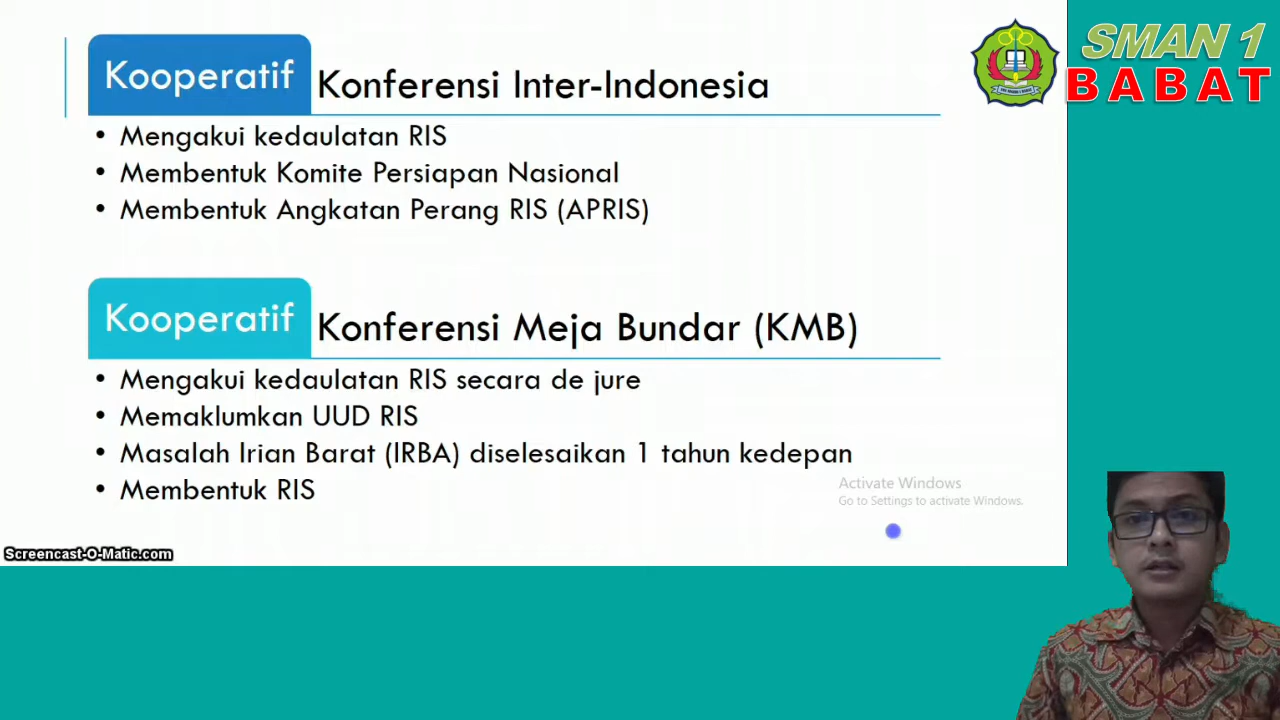 SMAN 1
BABAT
Kooperatif
Konferensi Inter-Indonesia
• Mengakui kedaulatan RIS
• Membentuk Komite Persiapan Nasional
• Membentuk Angkatan Perang RIS (APRIS)
Kooperatif
Konferensi Meja Bundar (KMB)
• Mengakui kedaulatan RIS secara de jure
• Memaklumkan UUD RIS
• Masalah Irian Barat (IRBA) diselesaikan 1 tahun kedepan
• Membentuk RIS
Activate Windows
Go to Settings to activate Windows.
Screencast-O-Matic.com